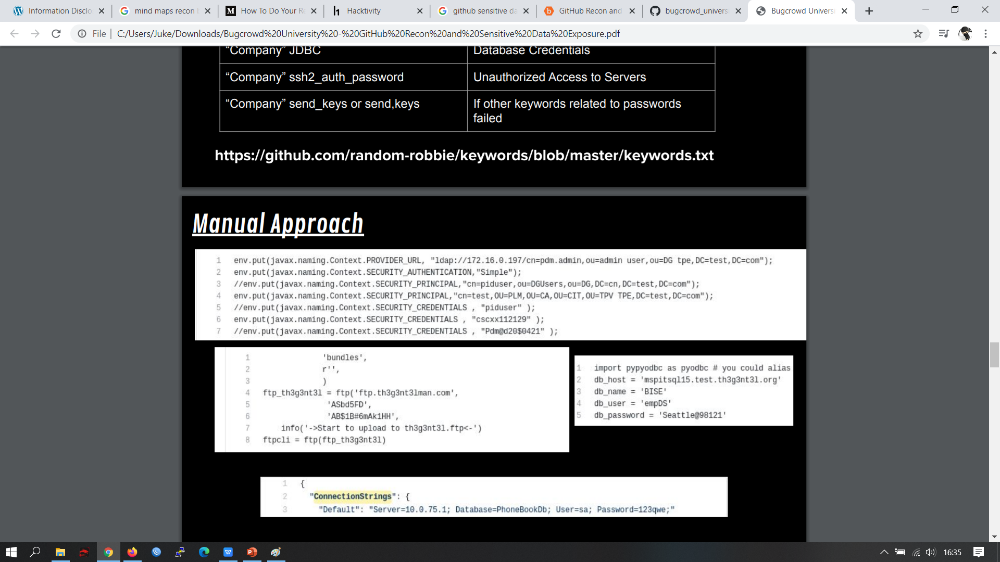 Information Disclo
mind maps recon
How To Do Your R
Hacktivity
github sensitive da
GitHub Recon and
bugcrowd_universi
Bugcrowd Universi
File | C:/Users/Juke/Downloads/Bugcrowd%20University%20-%20GitHub%20Recon%20and%20Sensitive%20Data%20Exposure.pdf
“Company” JDBC Database Credentials
“Company” ssh2_auth_password Unauthorized Access to Servers
“Company” send_keys or send,keys If other keywords related to passwords
failed
https://github.com/random-robbie/keywords/blob/master/keywords.txt
Manual Approach
1 env.put(javax.naming.Context.PROVIDER_URL, "ldap://172.16.0.197/cn=pdm.admin,ou=admin user,ou=DG tpe,DC=test,DC=com");
2 env.put(javax.naming.Context.SECURITY_AUTHENTICATION,"Simple");
3 //env.put(javax.naming.Context.SECURITY_PRINCIPAL,"cn=piduser,ou=DGUsers,ou=DG,DC=cn,DC=test,DC=com");
4 env.put(javax.naming.Context.SECURITY_PRINCIPAL,"cn=test,OU=PLM,OU=CA,OU=CIT,OU=TPV TPE,DC=test,DC=com");
5 //env.put(javax.naming.Context.SECURITY_CREDENTIALS , "piduser" );
6 env.put(javax.naming.Context.SECURITY_CREDENTIALS , "cscxx112129" );
7 //env.put(javax.naming.Context.SECURITY_CREDENTIALS , "Pdm@d20$0421" );
1 'bundles',
2 r'',
3 )
4 ftp_th3g3nt3l = ftp('ftp.th3g3nt3lman.com',
5 'ASbd5FD',
6 'AB$1B#6mAk1HH',
7 info('->Start to upload to th3g3nt3l.ftp<-')
8 ftpcli = ftp(ftp_th3g3nt3l)
1 import pypyodbc as pyodbc # you could alias
2 db_host = 'mspitsql15.test.th3g3nt3l.org'
3 db_name = 'BISE'
4 db_user = 'empDS'
5 db_password = 'Seattle@98121'
1 {
2 "ConnectionStrings": {
3 "Default": "Server=10.0.75.1; Database=PhoneBookDb; User=sa; Password=123qwe;"
16:35